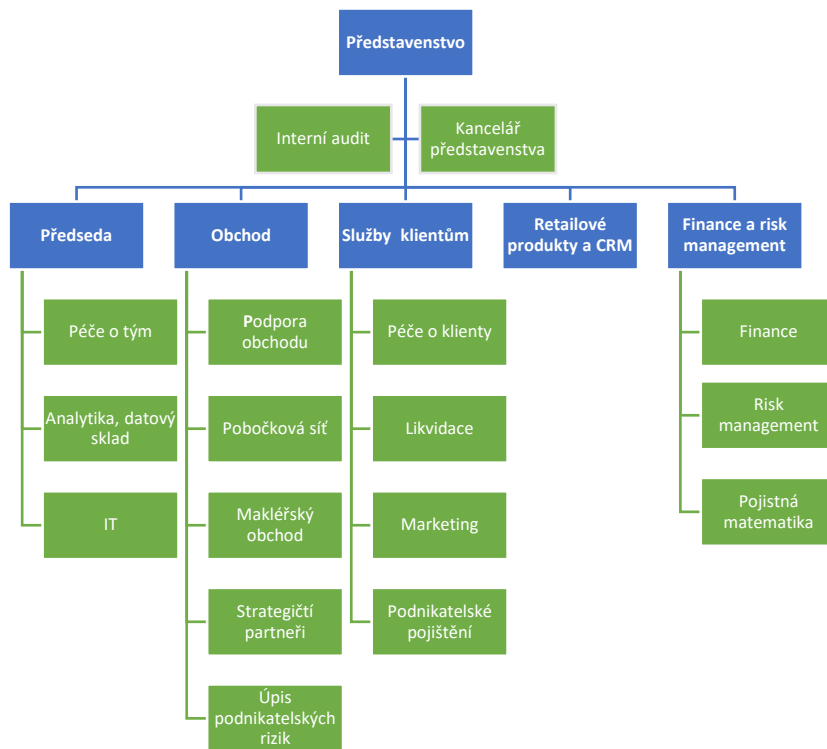 Představenstvo
Interní audit
Kancelář
představenstva
Předseda
Obchod
Služby klientům
Retailové
produkty a CRM
Finance a risk
management
Péče o tým
Analytika, datový
sklad
IT
Podpora
obchodu
Pobočková síť
Makléřský
obchod
Strategičtí
partneři
Úpis
podnikatelských
rizik
Péče o klienty
Likvidace
Marketing
Podnikatelské
pojištění
Finance
Risk
management
Pojistná
matematika